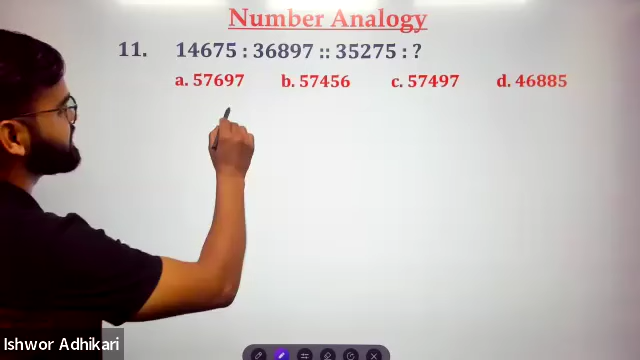 Number Analogy
11. 14675 : 36897 :: 35275 : ?
a. 57697 b. 57456 c. 57497 d. 46885
Ishwor Adhikari